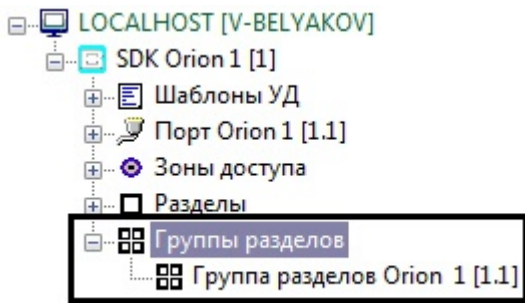 LOCALHOST [V-BELYAKOV]
SDK Orion 1 [1]
Шаблоны УД
Порт Orion 1 [1.1]
Зоны доступа
Разделы
Группы разделов
Группа разделов Orion 1 [1.1]